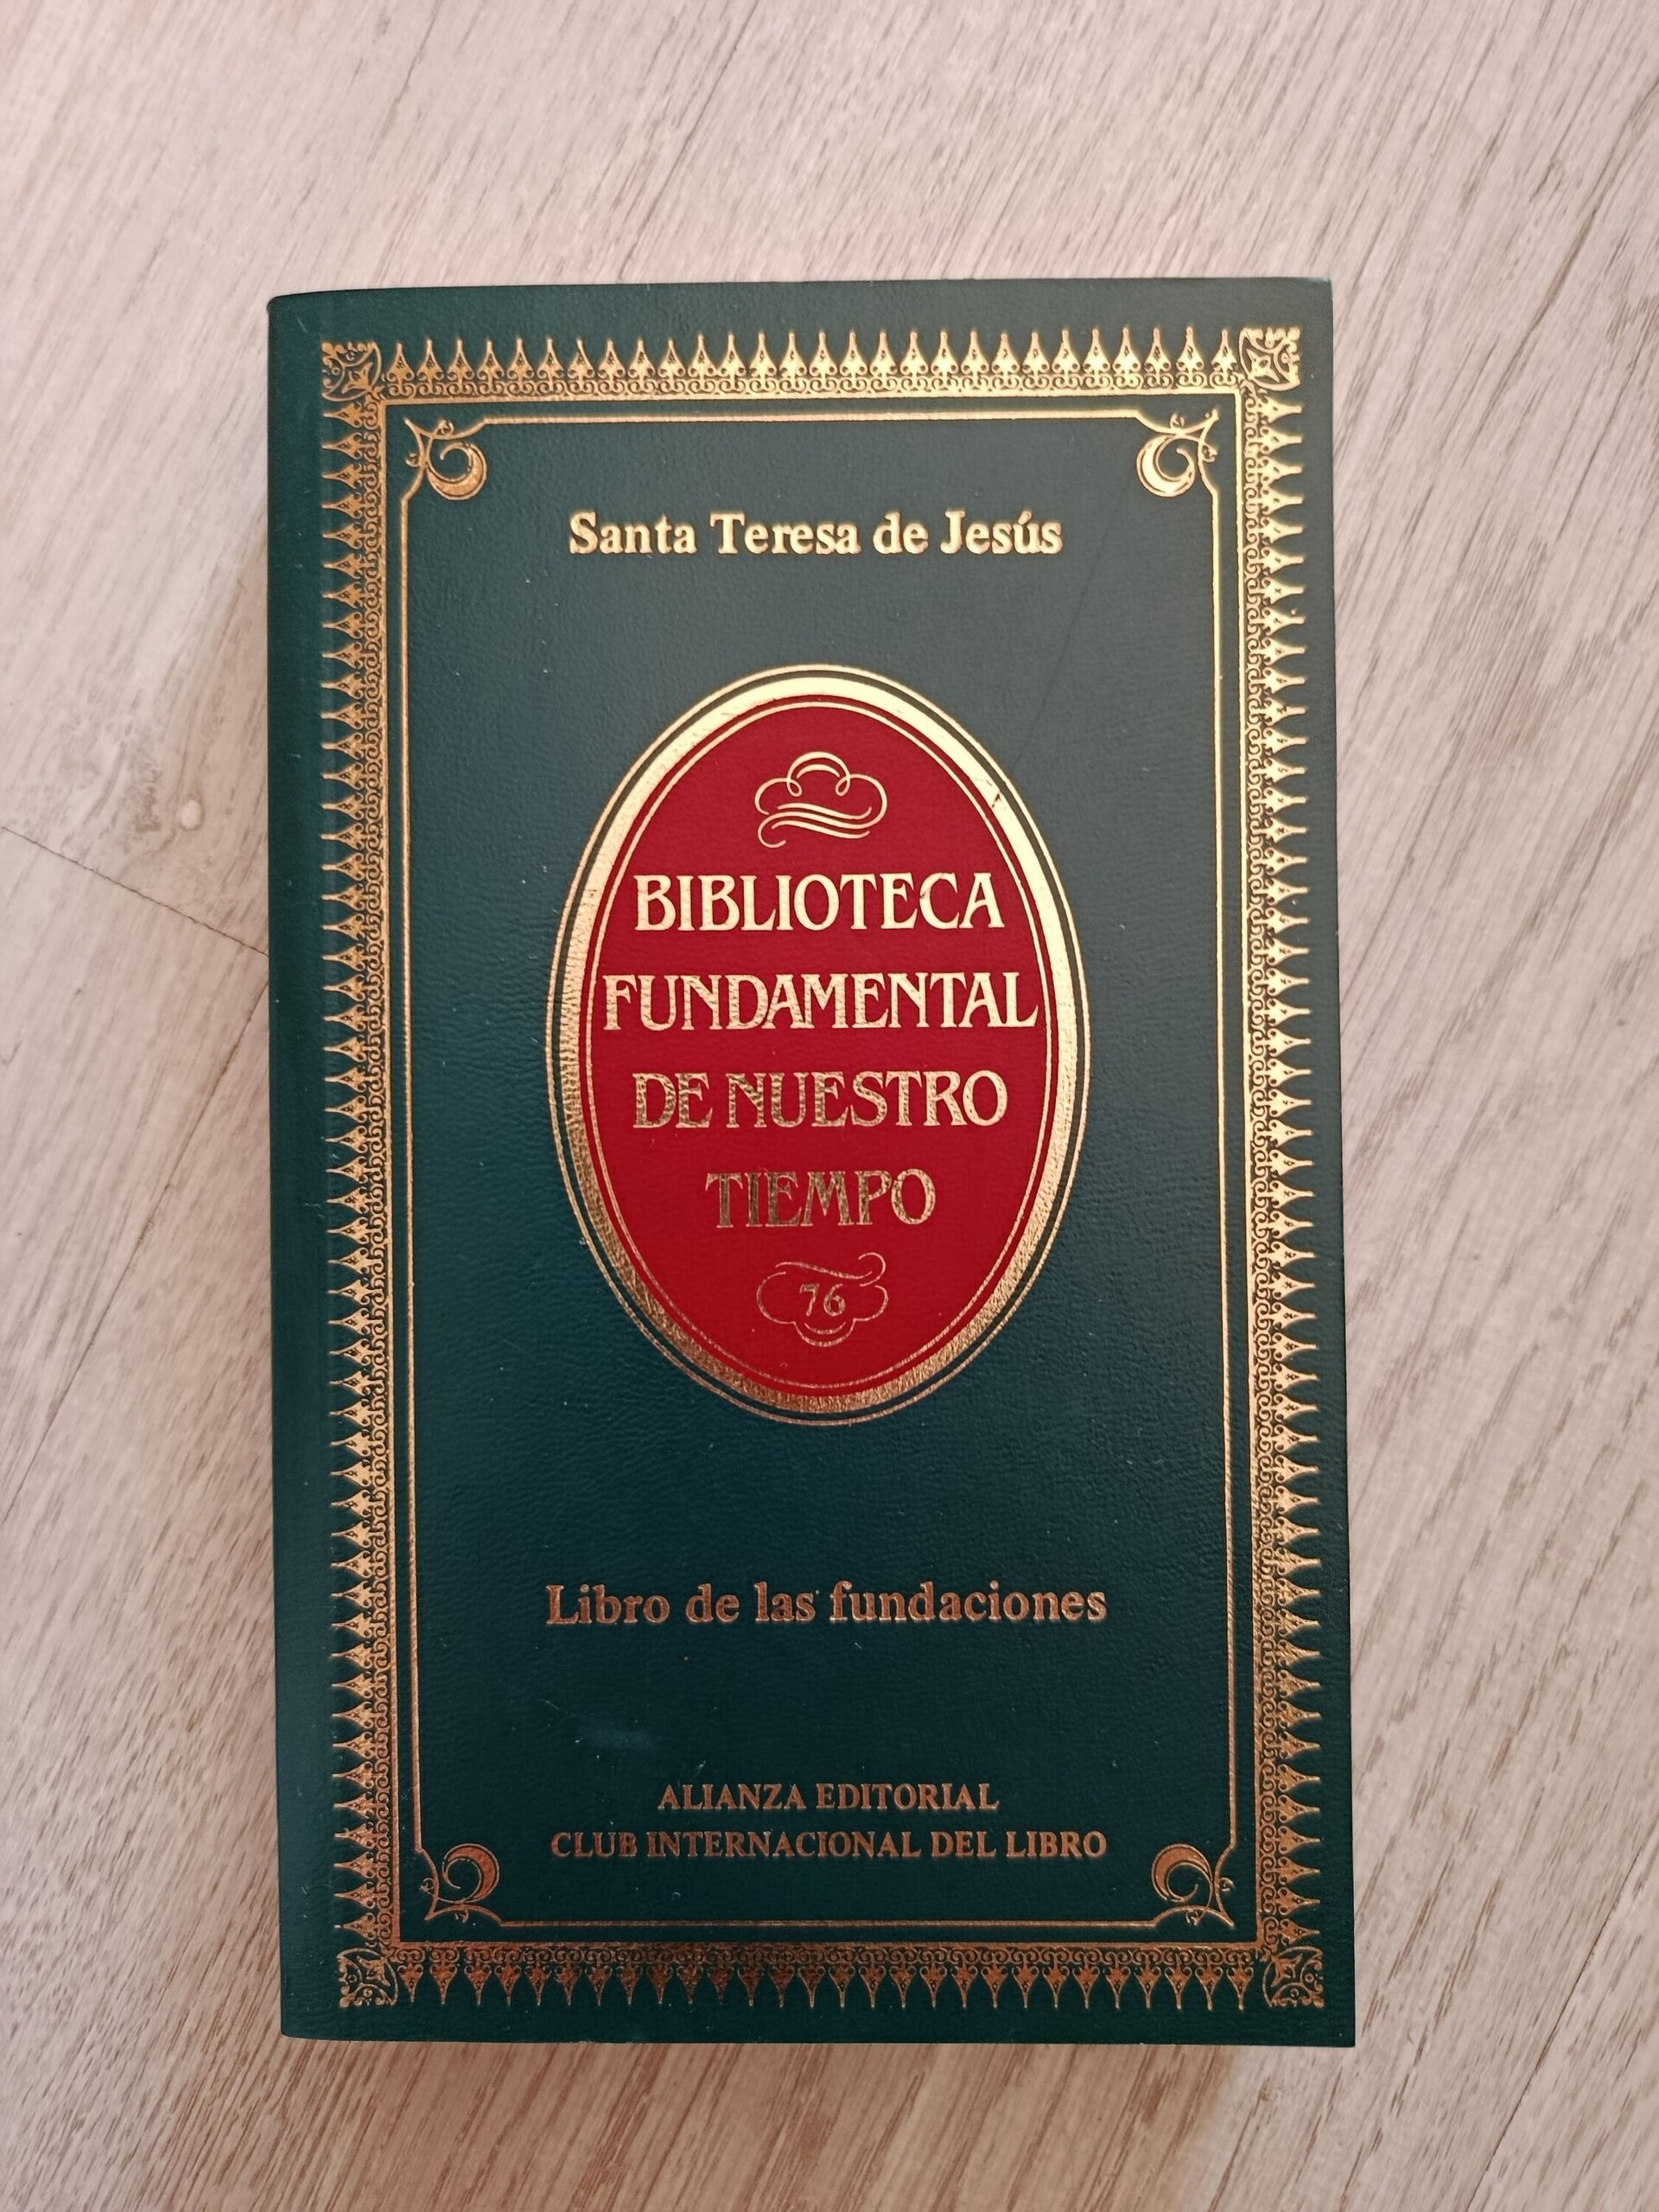 Santa Teresa de Jesús
BIBLIOTECA
FUNDAMENTAL
DE NUESTRO
TIEMPO
76
Libro de las fundaciones
ALIANZA EDITORIAL
CLUB INTERNACIONAL DEL LIBRO